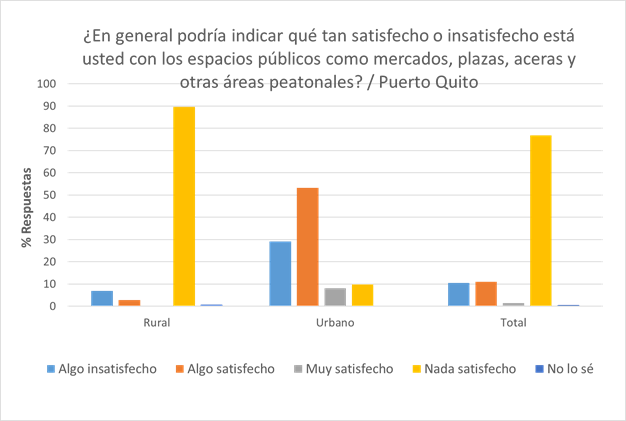 ¿En general podría indicar qué tan satisfecho o insatisfecho está
usted con los espacios públicos como mercados, plazas, aceras y
otras áreas peatonales? / Puerto Quito
% Respuestas
100
90
80
70
60
50
40
30
20
10
0
Rural Urbano Total
Algo insatisfecho Algo satisfecho Muy satisfecho Nada satisfecho No lo sé